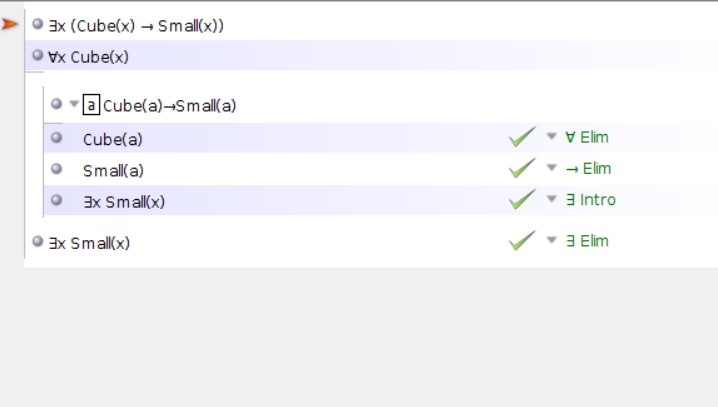 ∃x (Cube(x) → Small(x))
∀x Cube(x)
a Cube(a)→Small(a)
Cube(a) ∀ Elim
Small(a) → Elim
∃x Small(x) ∃ Intro
∃x Small(x) ∃ Elim